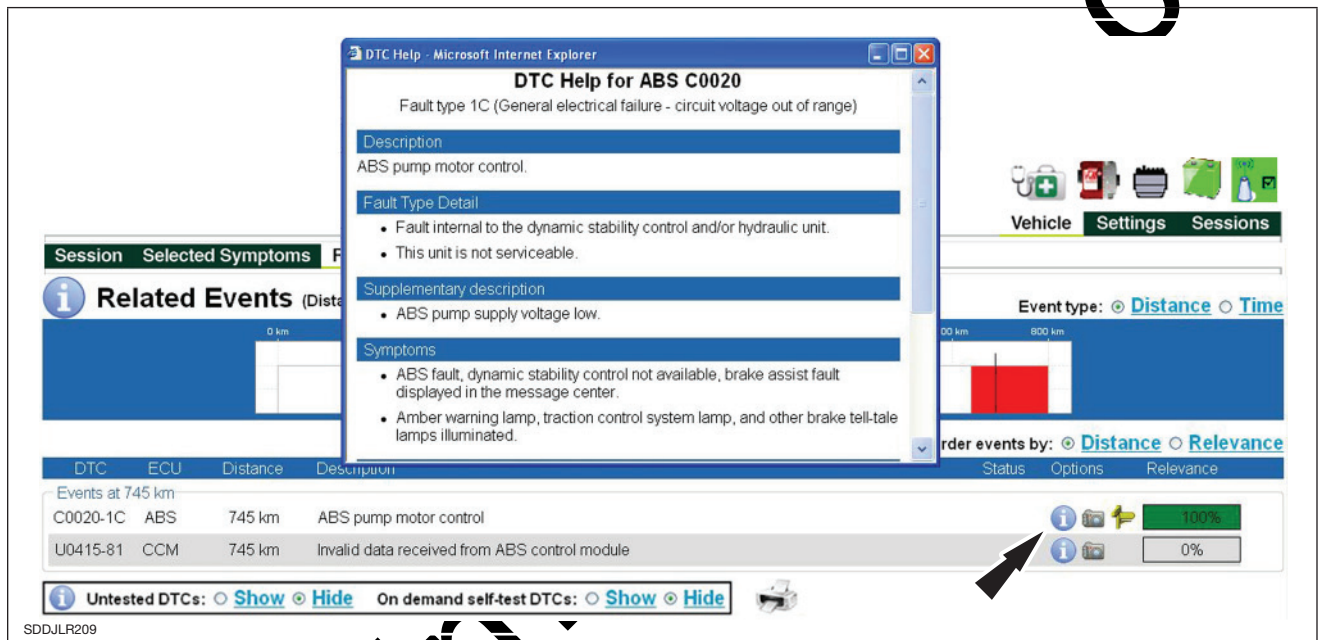 DTC Help - Microsoft Internet Explorer
DTC Help for ABS C0020
Fault type 1C (General electrical failure - circuit voltage out of range)
Description
ABS pump motor control.
Fault Type Detail
• Fault internal to the dynamic stability control and/or hydraulic unit.
• This unit is not serviceable.
Supplementary description
• ABS pump supply voltage low.
Symptoms
• ABS fault, dynamic stability control not available, brake assist fault
displayed in the message center.
• Amber warning lamp, traction control system lamp, and other brake tell-tale
lamps illuminated.
Vehicle Settings Sessions
Session Selected Symptoms F
Related Events (Dista
Event type: Distance Time
0 km 00 km 800 km
rder events by: Distance Relevance
DTC ECU Distance Description Status Options Relevance
Events at 745 km
C0020-1C ABS 745 km ABS pump motor control 100%
U0415-81 CCM 745 km Invalid data received from ABS control module 0%
Untested DTCs: Show Hide On demand self-test DTCs: Show Hide
SDDJLR209